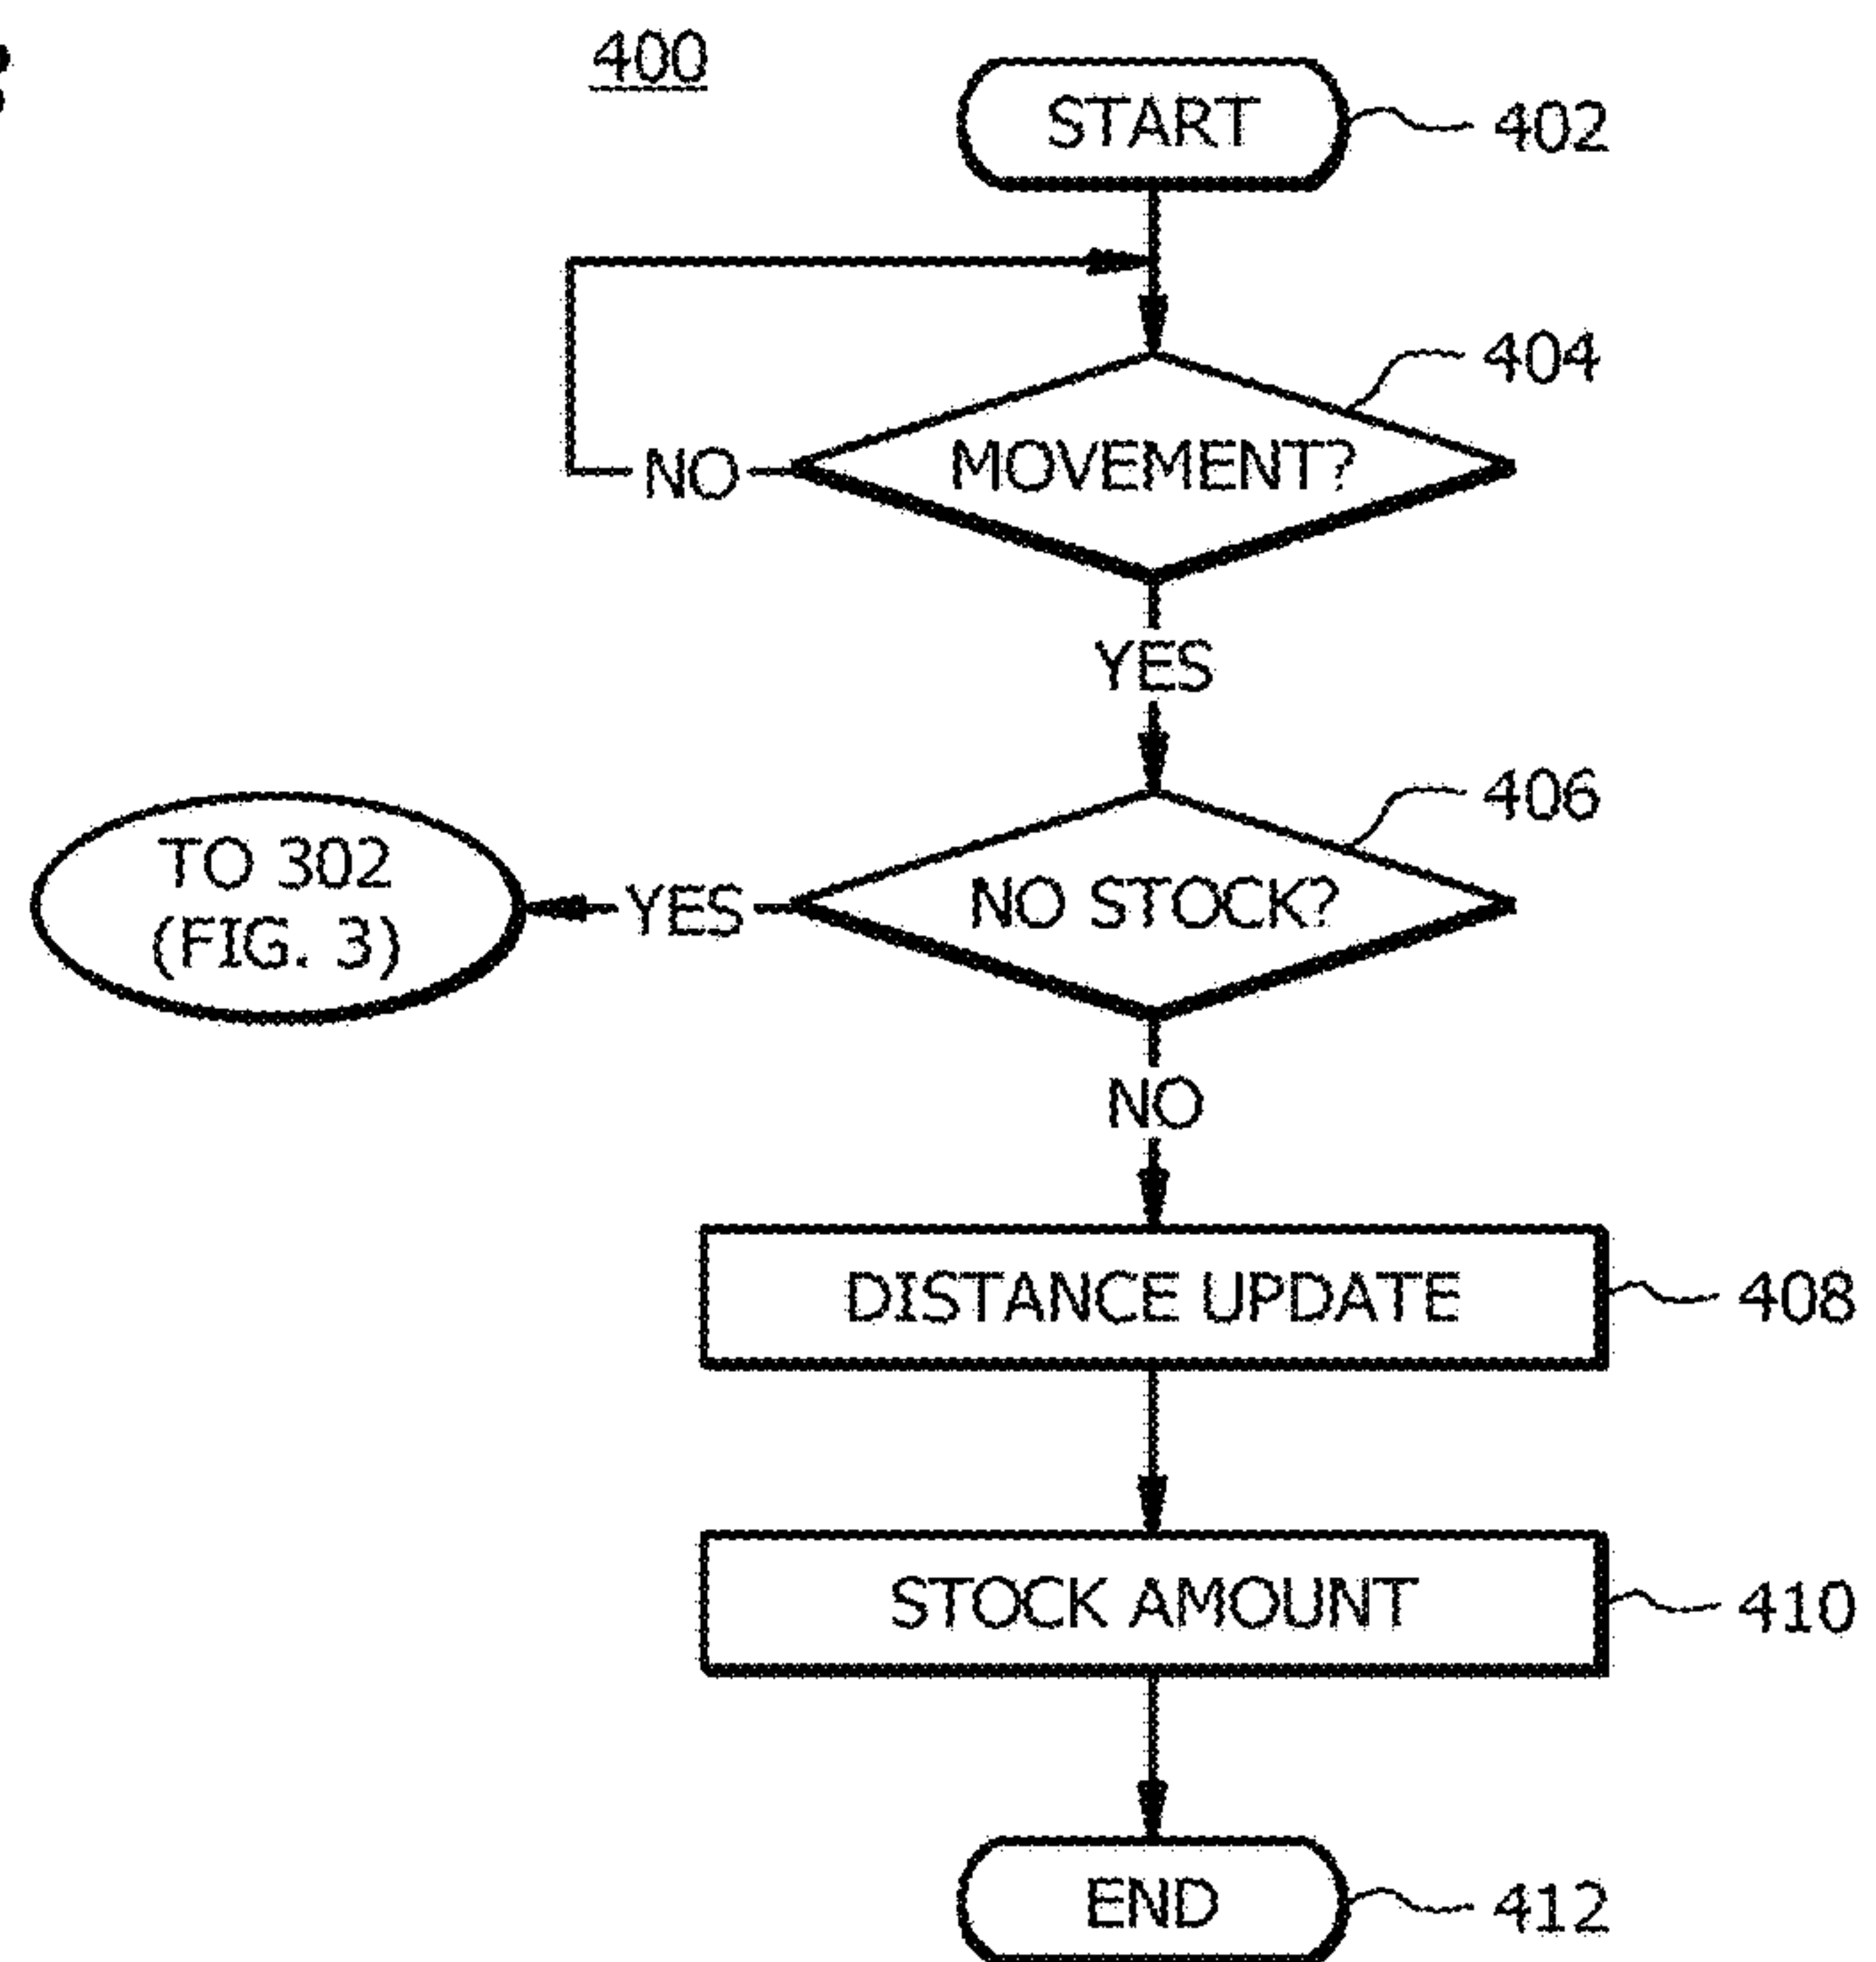 400
START
402
404
MOVEMENT?
NO
YES
406
NO STOCK?
YES
TO 302
(FIG. 3)
NO
DISTANCE UPDATE
408
STOCK AMOUNT
410
END
412